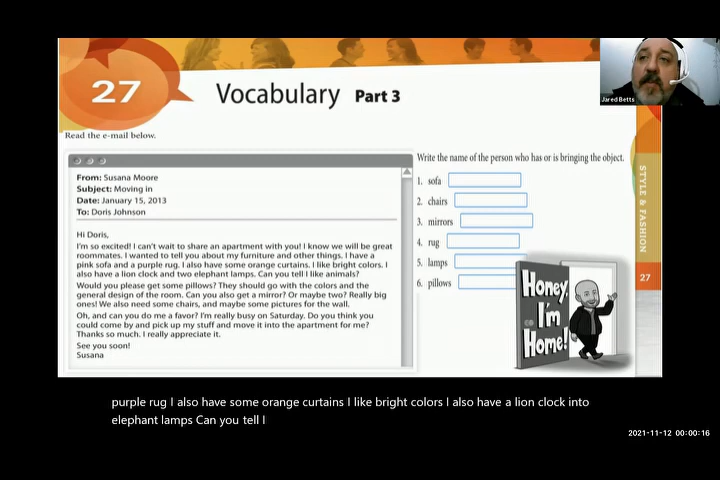 27
Vocabulary Part 3
Jared Betts
Read the e-mail below.
From: Susana Moore
Subject: Moving in
Date: January 15, 2013
To: Doris Johnson
Hi Doris,
I'm so excited! I can't wait to share an apartment with you! I know we will be great
roommates. I wanted to tell you about my furniture and other things. I have a
pink sofa and a purple rug. I also have some orange curtains. I like bright colors. I
also have a lion clock and two elephant lamps. Can you tell I like animals?
Would you please get some pillows? They should go with the colors and the
general design of the room. Can you also get a mirror? Or maybe two? Really big
ones! We also need some chairs, and maybe some pictures for the wall.
Oh, and can you do me a favor? I'm really busy on Saturday. Do you think you
could come by and pick up my stuff and move it into the apartment for me?
Thanks so much. I really appreciate it.
See you soon!
Susana
Write the name of the person who has or is bringing the object.
1. sofa
2. chairs
3. mirrors
4. rug
5. lamps
6. pillows
Honey,
I'm
Home!
STYLE & FASHION
27
purple rug I also have some orange curtains I like bright colors I also have a lion clock into
elephant lamps Can you tell I
2021-11-12 00:00:16